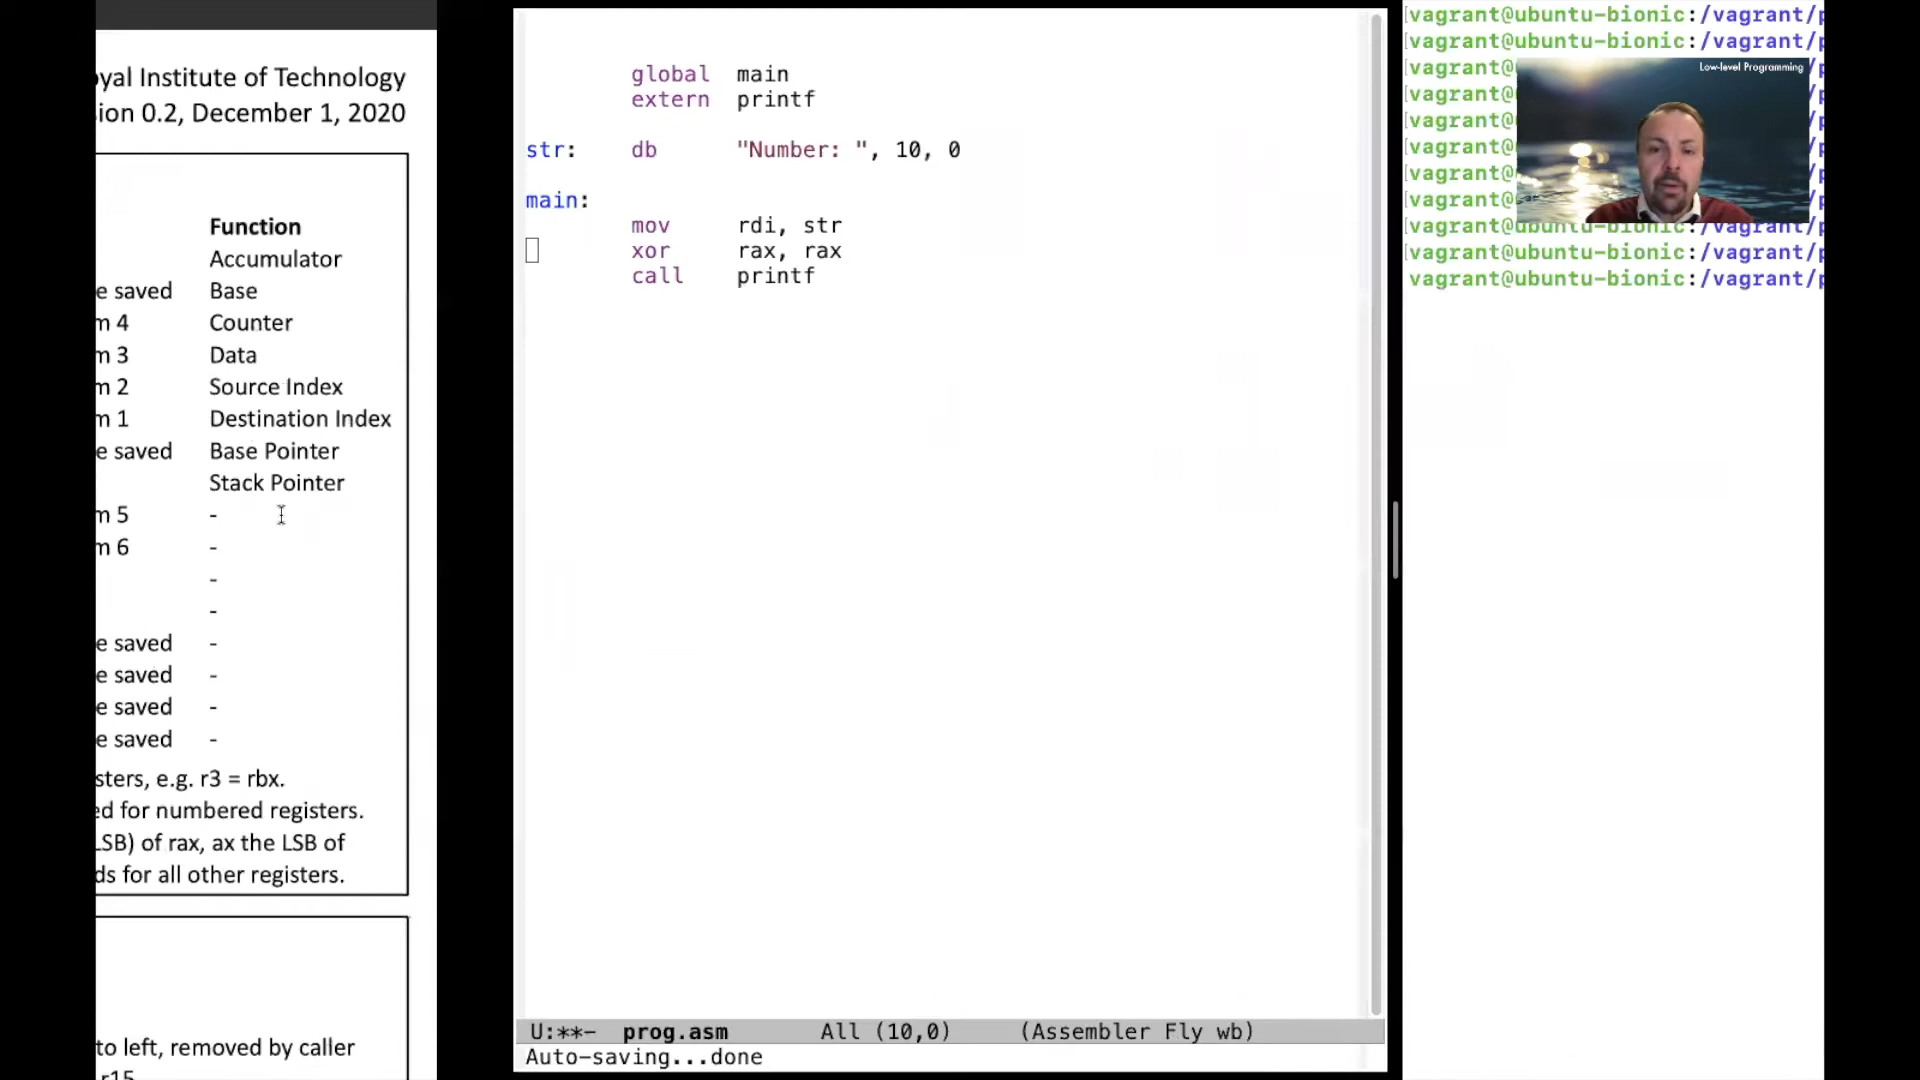 yal Institute of Technology
ion 0.2, December 1, 2020
Function
Accumulator
e saved Base
m 4 Counter
m 3 Data
m 2 Source Index
m 1 Destination Index
e saved Base Pointer
Stack Pointer
m 5 -
m 6 -
-
-
e saved -
e saved -
e saved -
e saved -
sters, e.g. r3 = rbx.
ed for numbered registers.
LSB) of rax, ax the LSB of
ds for all other registers.
to left, removed by caller
r15
global main
extern printf
str: db "Number: ", 10, 0
main:
mov rdi, str
xor rax, rax
call printf
U:**- prog.asm All (10,0) (Assembler Fly wb)
Auto-saving...done
[vagrant@ubuntu-bionic:/vagrant/p
[vagrant@ubuntu-bionic:/vagrant/p
[vagrant@
[vagrant@
[vagrant@
[vagrant@
[vagrant@
[vagrant@
[vagrant@ubuntu-bionic:/vagrant/p
[vagrant@ubuntu-bionic:/vagrant/p
vagrant@ubuntu-bionic:/vagrant/p
Low-level Programming